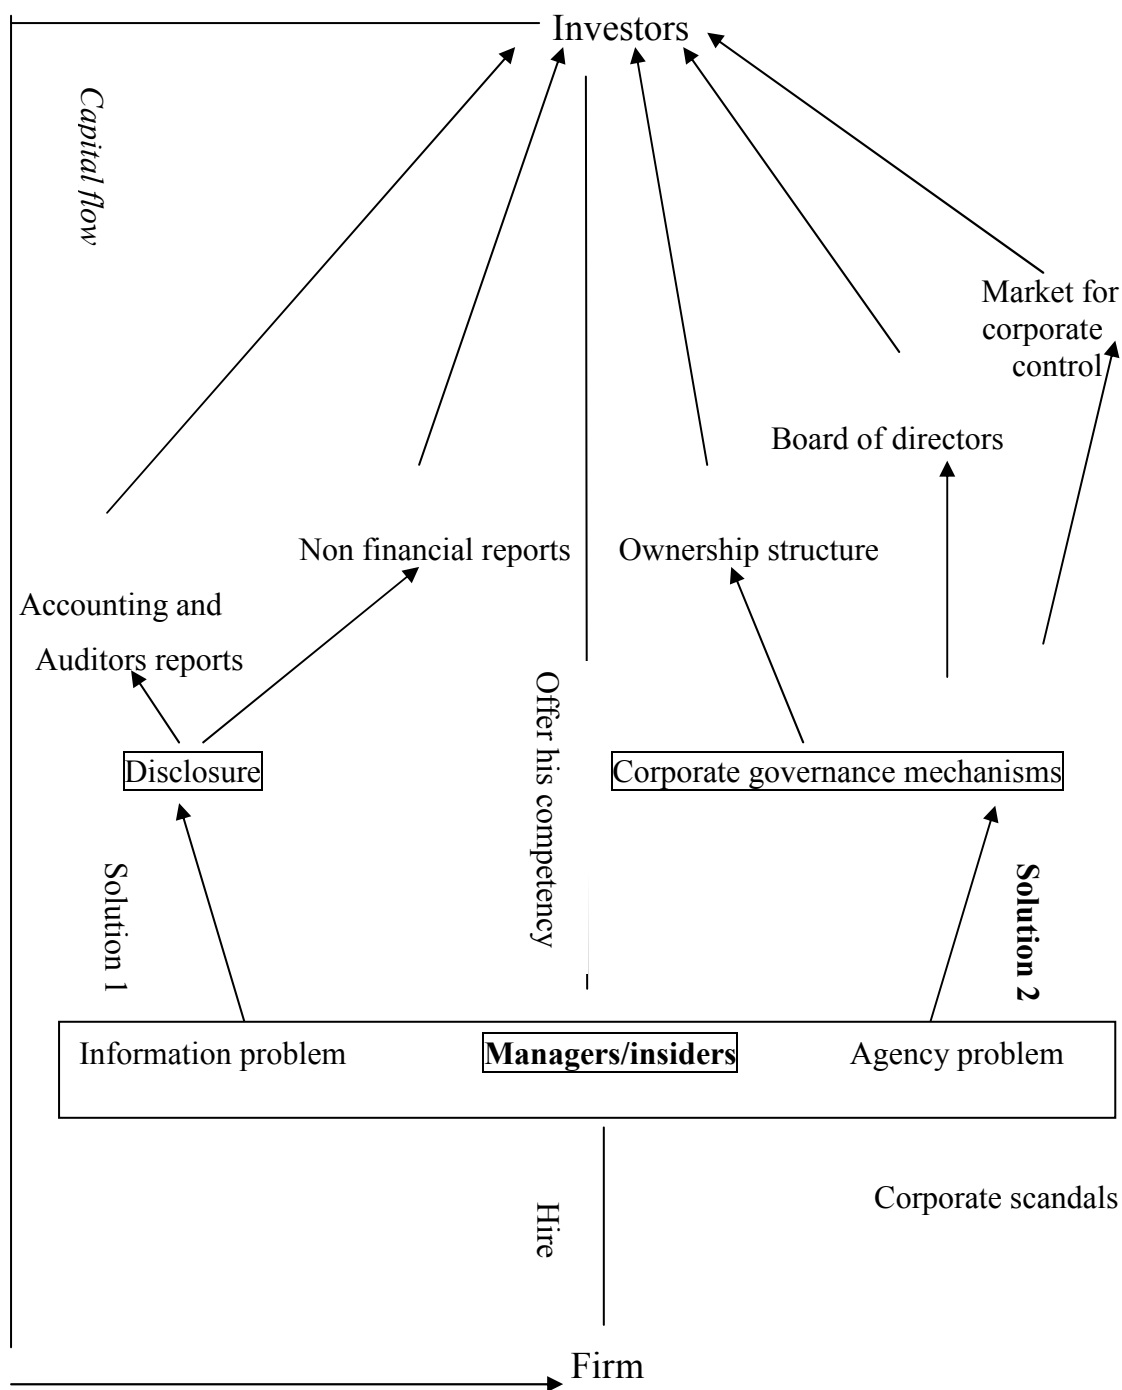 Investors
Capital flow
Market for
corporate
control
Board of directors
Non financial reports
Ownership structure
Accounting and
Auditors reports
Offer his competency
Disclosure
Corporate governance mechanisms
Solution 1
Solution 2
Information problem
Managers/insiders
Agency problem
Corporate scandals
Hire
Firm